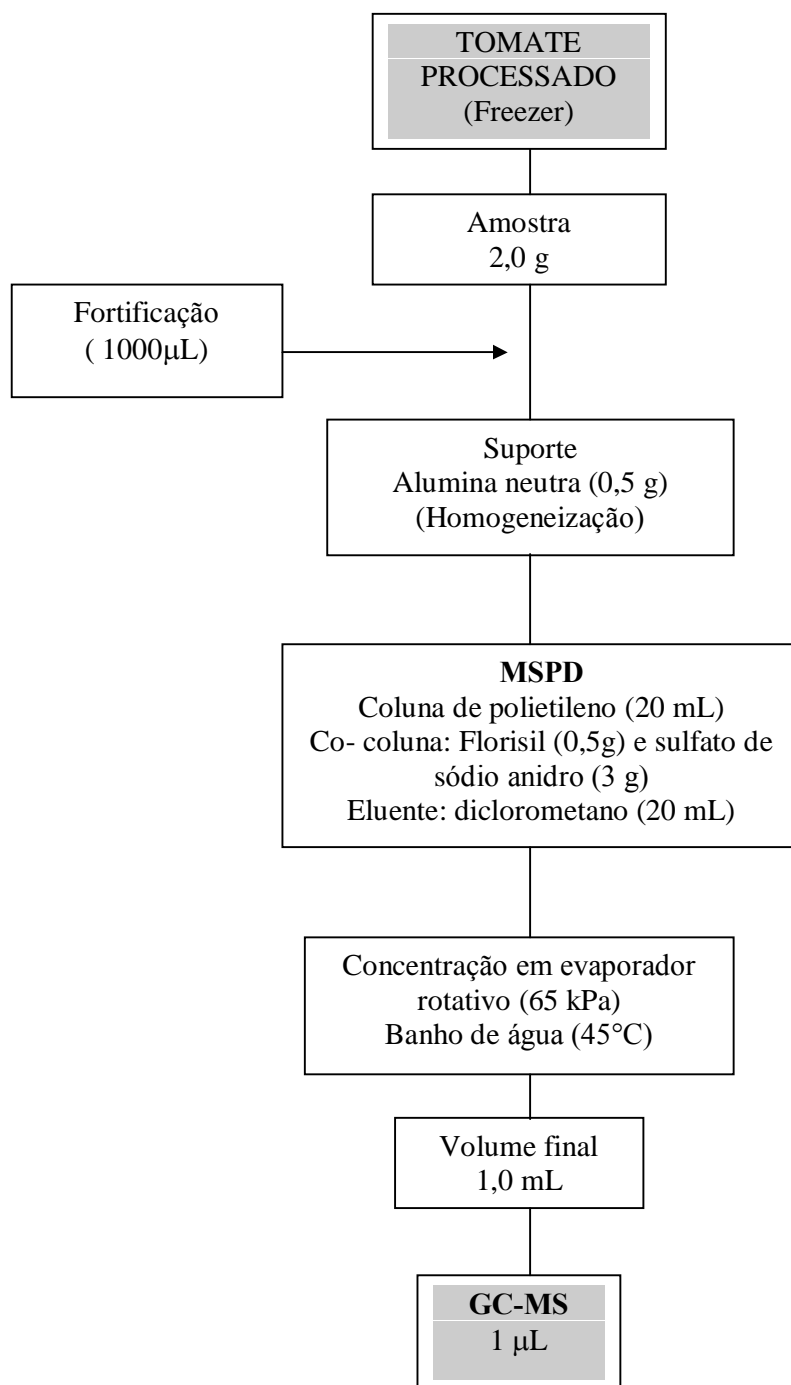 TOMATE
PROCESSADO
(Freezer)
Amostra
2,0 g
Fortificação
( 1000μL)
Suporte
Alumina neutra (0,5 g)
(Homogeneização)
MSPD
Coluna de polietileno (20 mL)
Co- coluna: Florisil (0,5g) e sulfato de
sódio anidro (3 g)
Eluente: diclorometano (20 mL)
Concentração em evaporador
rotativo (65 kPa)
Banho de água (45°C)
Volume final
1,0 mL
GC-MS
1 μL